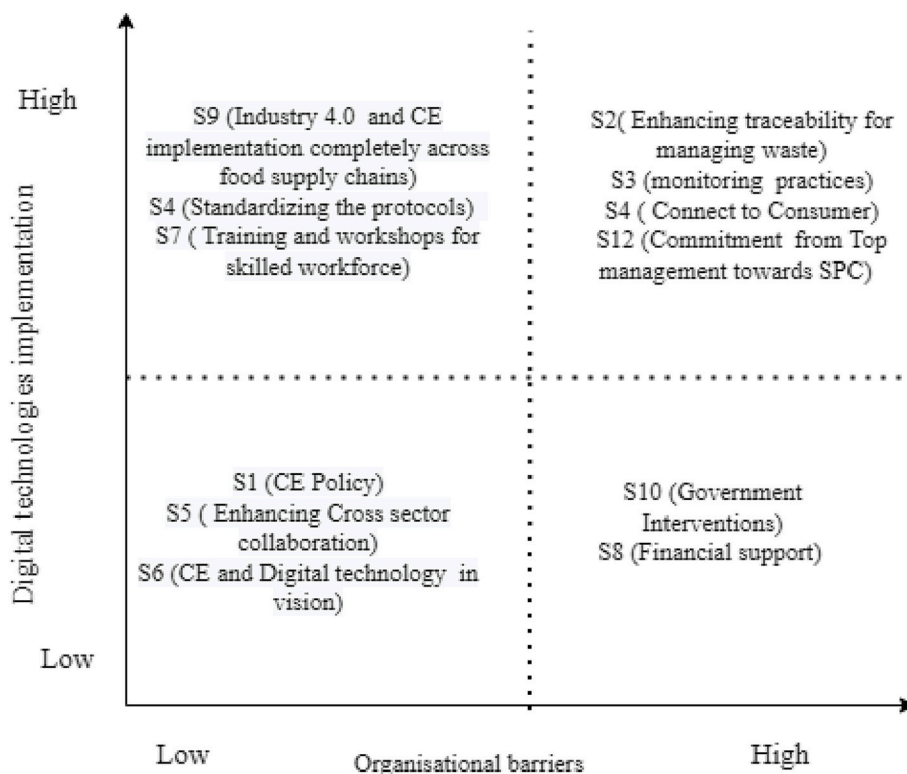 High
S9 (Industry 4.0 and CE
implementation completely across
food supply chains)
S4 (Standardizing the protocols)
S7 ( Training and workshops for
skilled workforce)
S2( Enhancing traceability for
managing waste)
S3 (monitoring practices)
S4 ( Connect to Consumer)
S12 (Commitment from Top
management towards SPC)
Digital technologies implementation
S1 (CE Policy)
S5 ( Enhancing Cross sector
collaboration)
S6 (CE and Digital technology in
vision)
S10 (Government
Interventions)
S8 (Financial support)
Low
Low
Organisational barriers
High